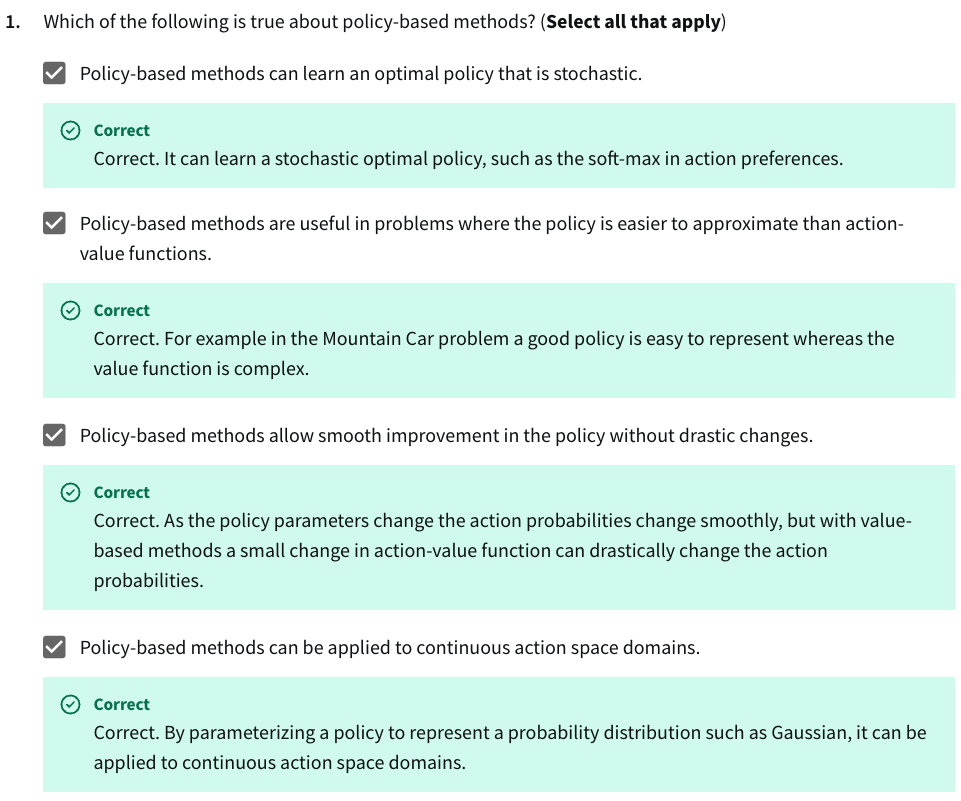 1. Which of the following is true about policy-based methods? (Select all that apply)
Policy-based methods can learn an optimal policy that is stochastic.
Correct
Correct. It can learn a stochastic optimal policy, such as the soft-max in action preferences.
Policy-based methods are useful in problems where the policy is easier to approximate than action-
value functions.
Correct
Correct. For example in the Mountain Car problem a good policy is easy to represent whereas the
value function is complex.
Policy-based methods allow smooth improvement in the policy without drastic changes.
Correct
Correct. As the policy parameters change the action probabilities change smoothly, but with value-
based methods a small change in action-value function can drastically change the action
probabilities.
Policy-based methods can be applied to continuous action space domains.
Correct
Correct. By parameterizing a policy to represent a probability distribution such as Gaussian, it can be
applied to continuous action space domains.